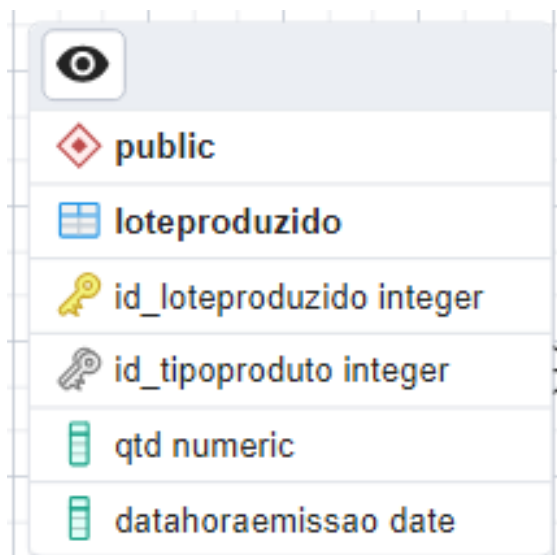 public
loteproduzido
id_loteproduzido integer
id_tipoproduto integer
qtd numeric
datahoraemissao date